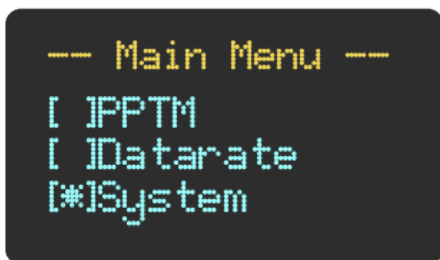 -- Main Menu --
[ ]PPTM
[ ]Datarate
[*]System